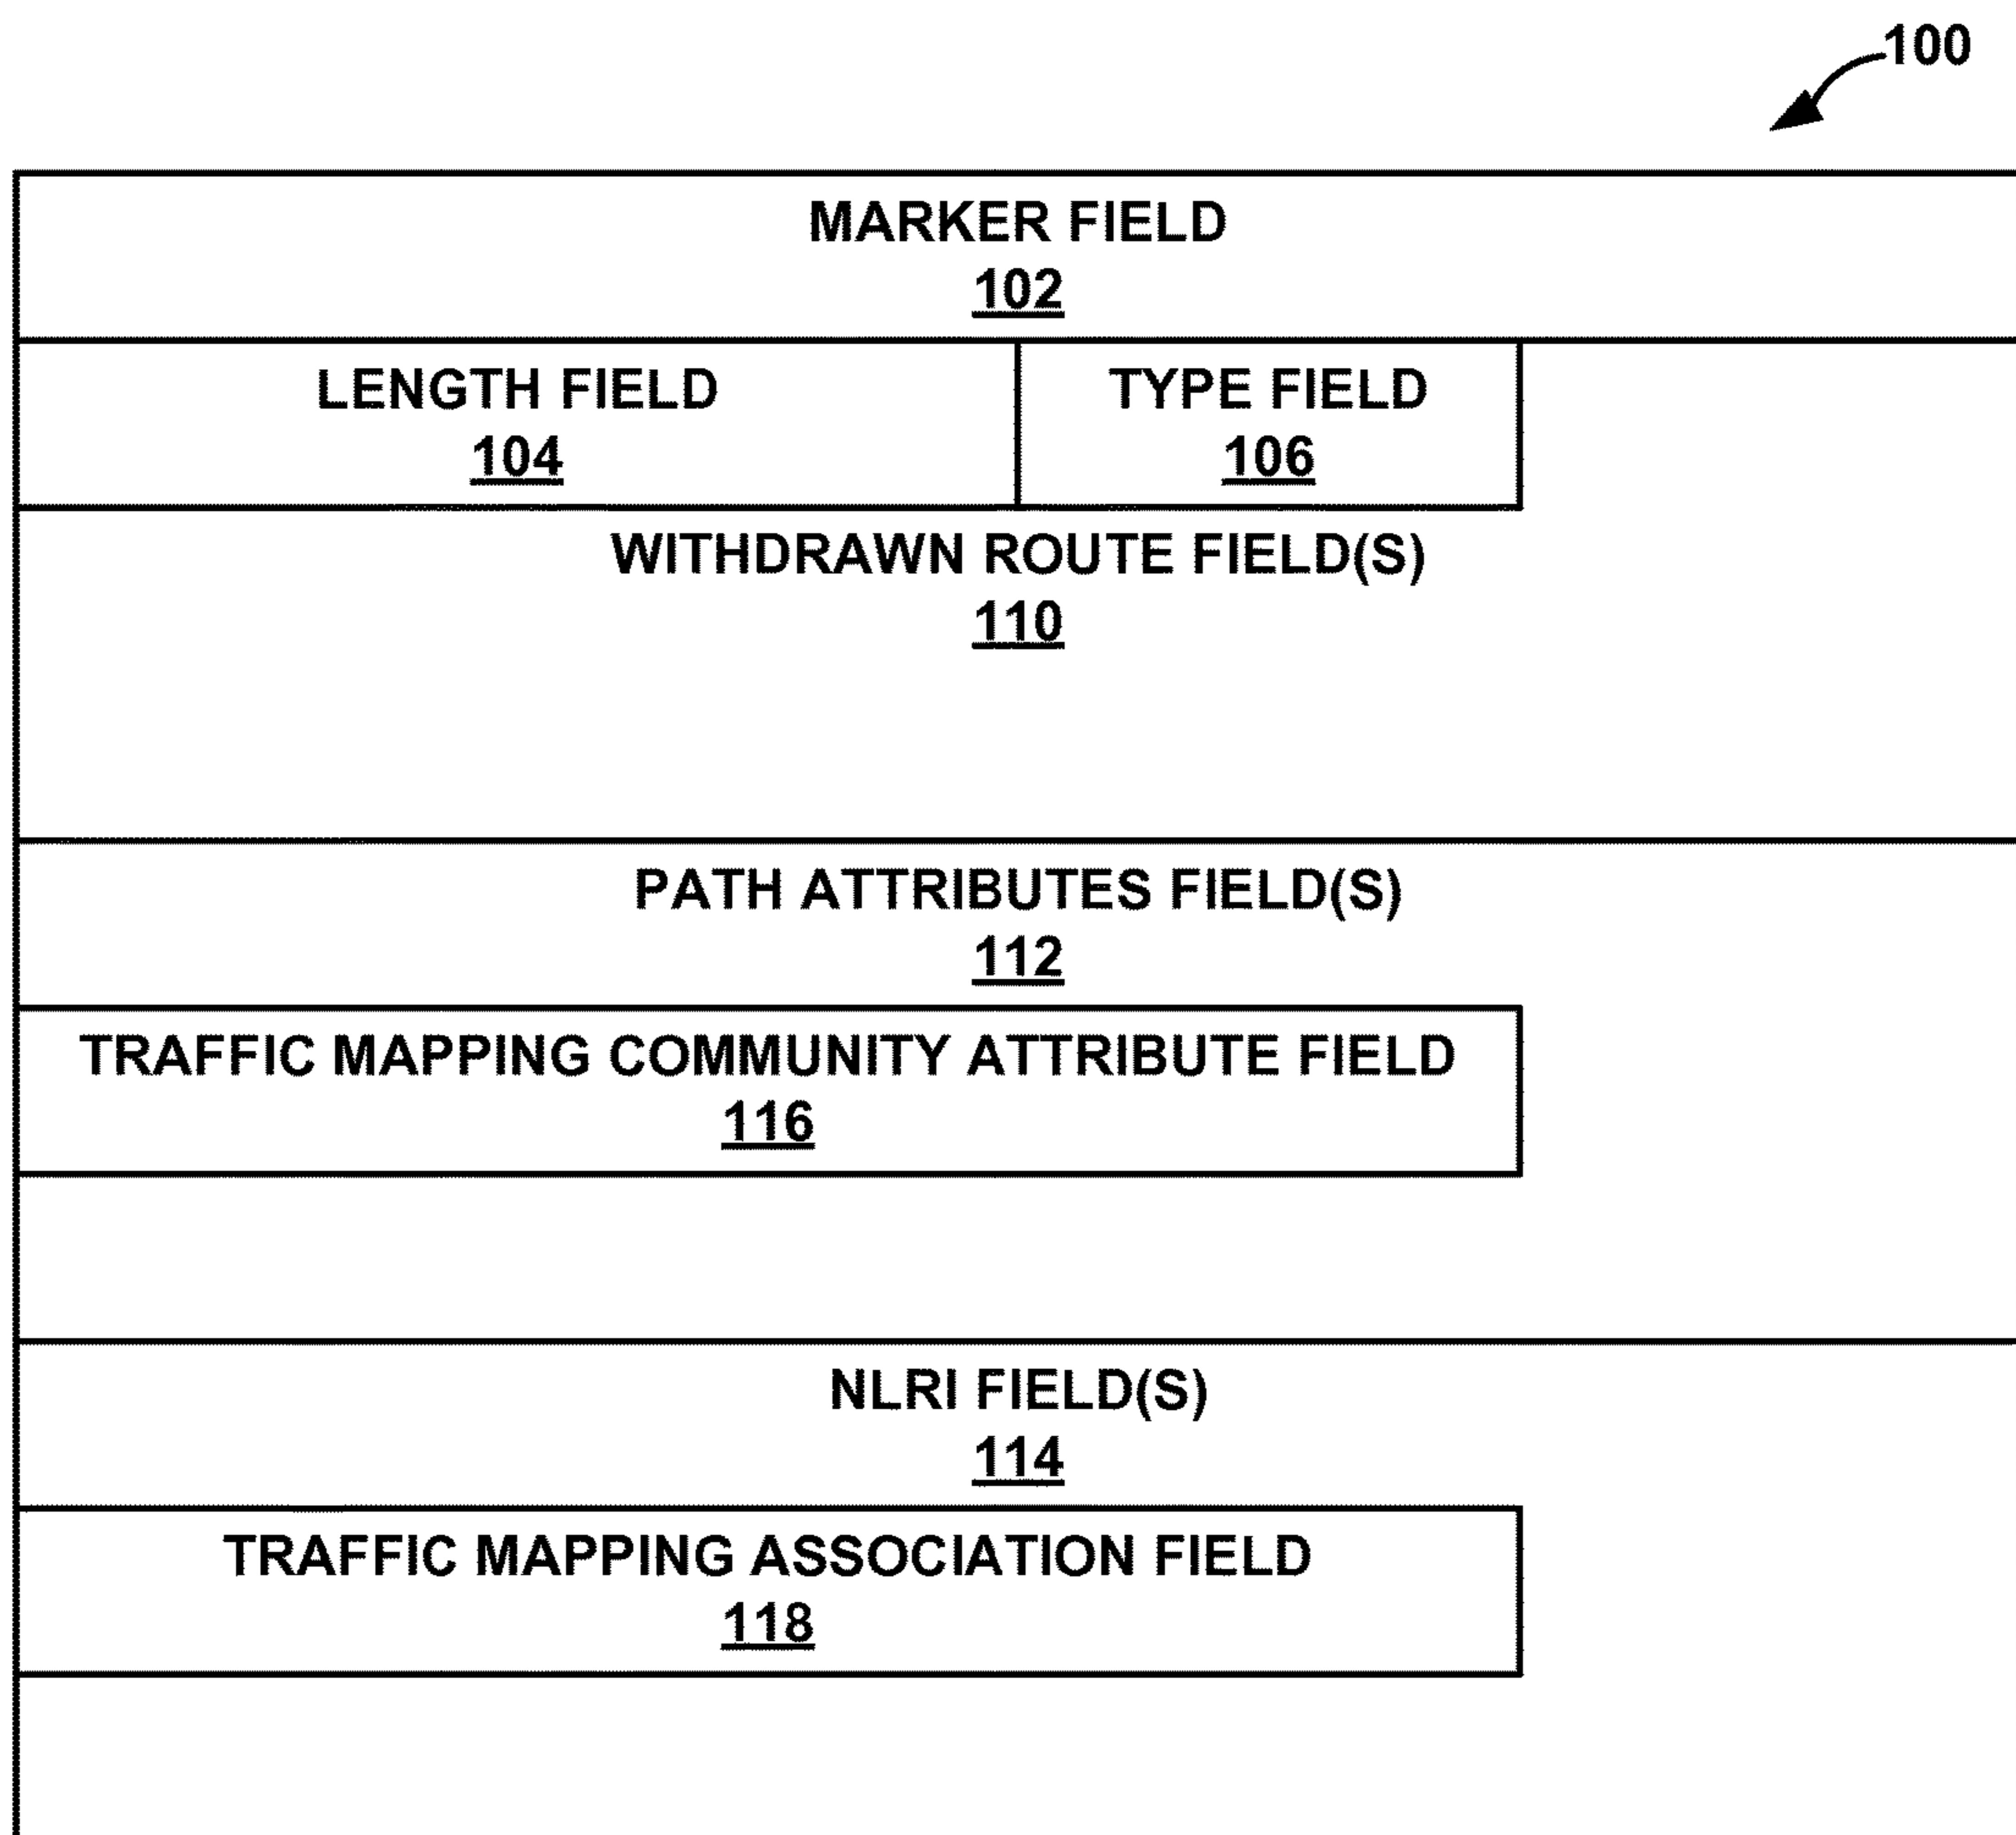 100
MARKER FIELD
102
LENGTH FIELD
104
TYPE FIELD
106
WITHDRAWN ROUTE FIELD(S)
110
PATH ATTRIBUTES FIELD(S)
112
TRAFFIC MAPPING COMMUNITY ATTRIBUTE FIELD
116
NLRI FIELD(S)
114
TRAFFIC MAPPING ASSOCIATION FIELD
118